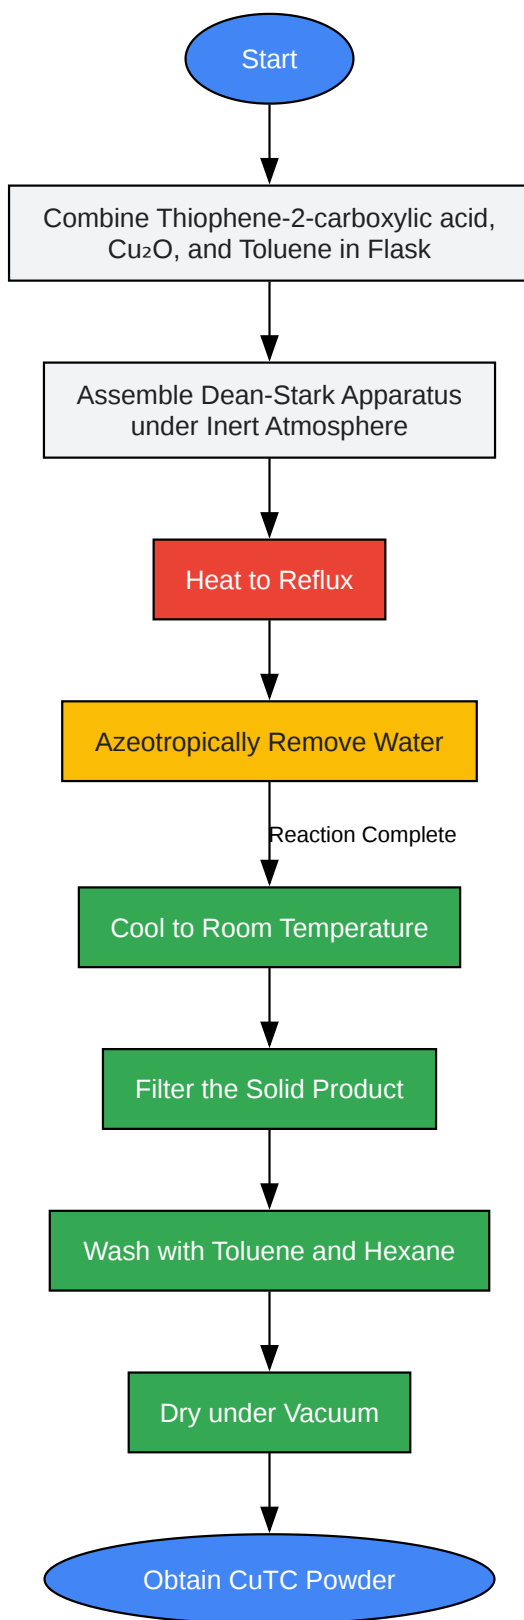 Start
Combine Thiophene-2-carboxylic acid,
Cu₂O, and Toluene in Flask
Assemble Dean-Stark Apparatus
under Inert Atmosphere
Heat to Reflux
Azeotropically Remove Water
Reaction Complete
Cool to Room Temperature
Filter the Solid Product
Wash with Toluene and Hexane
Dry under Vacuum
Obtain CuTC Powder